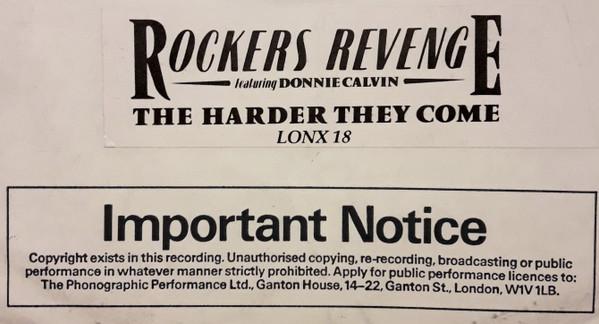 ROCKERS REVENGE
featuring DONNIE CALVIN
THE HARDER THEY COME
LONX 18
Important Notice
Copyright exists in this recording. Unauthorised copying, re-recording, broadcasting or public
performance in whatever manner strictly prohibited. Apply for public performance licences to:
The Phonographic Performance Ltd., Ganton House, 14–22, Ganton St., London, W1V 1LB.